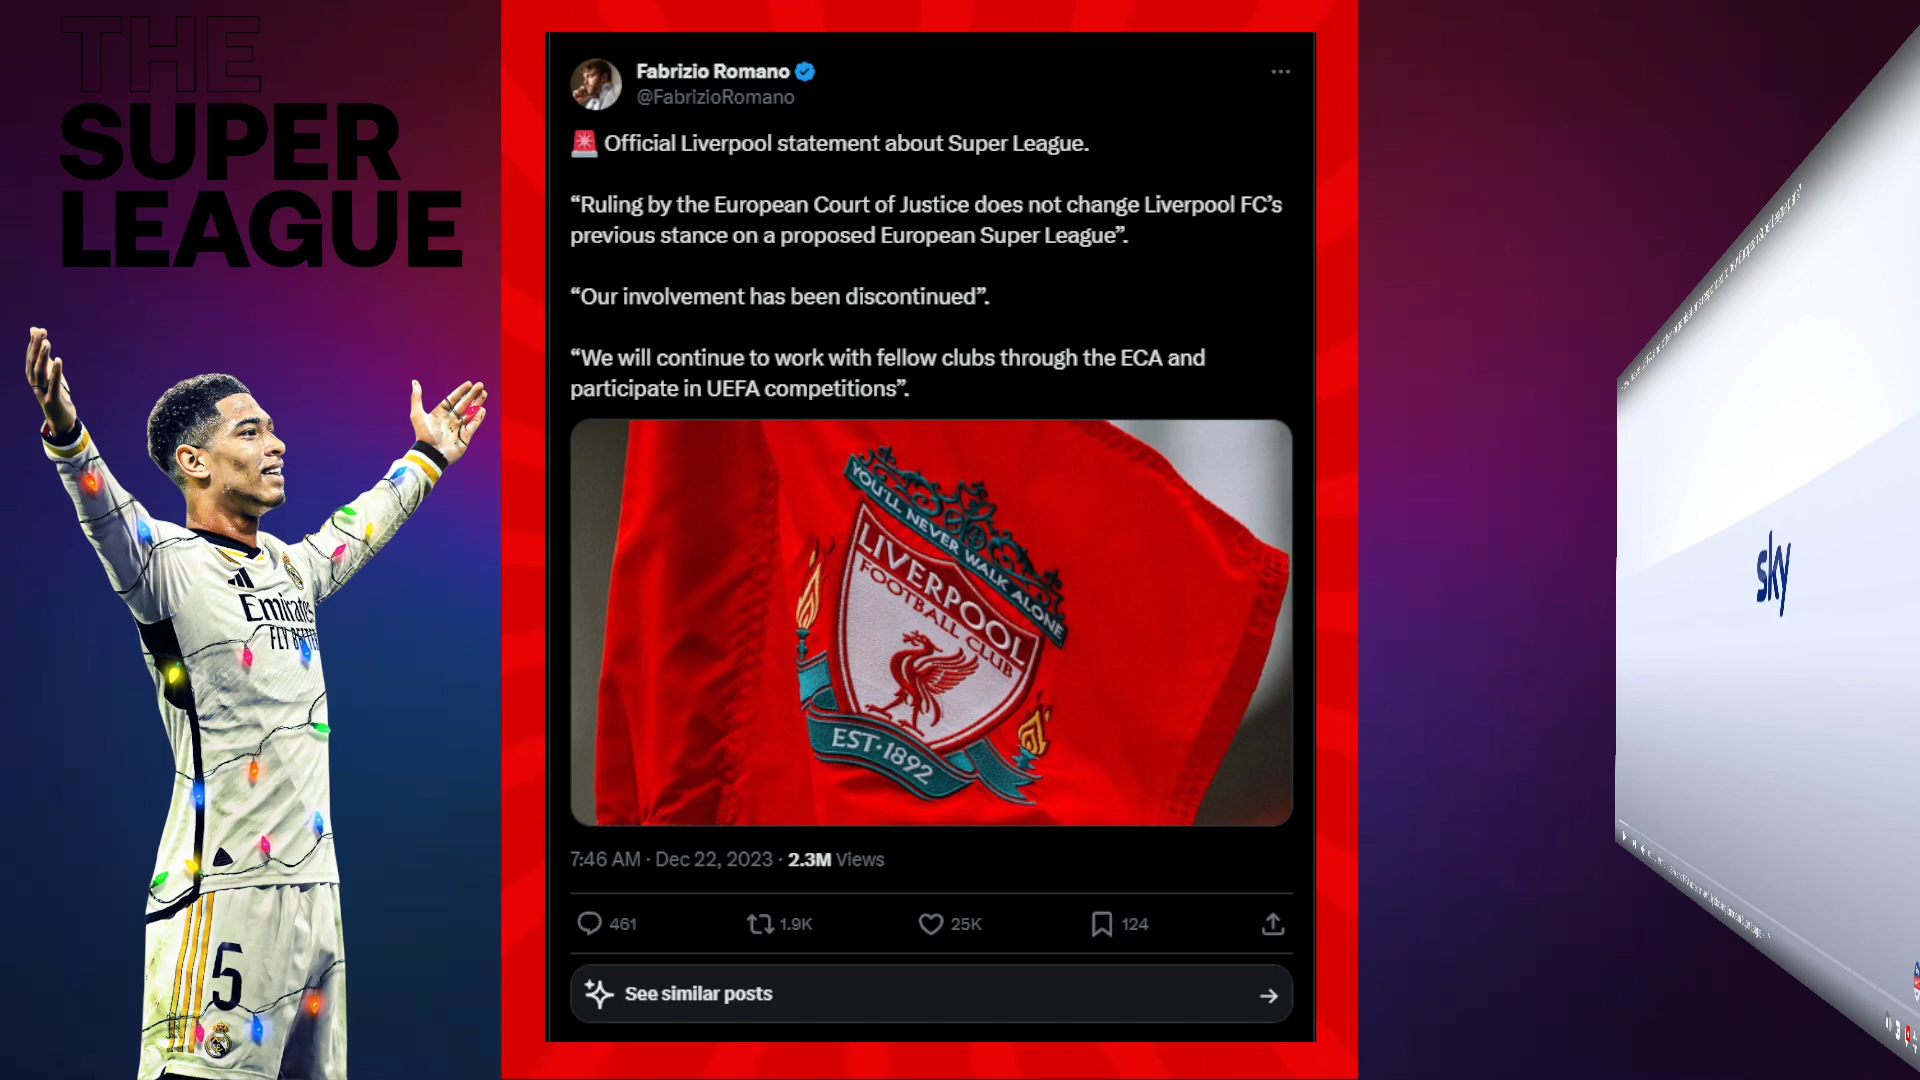 THE
SUPER
LEAGUE
Emirates
FLY BETTER
5
Fabrizio Romano
@FabrizioRomano
🚨 Official Liverpool statement about Super League.
“Ruling by the European Court of Justice does not change Liverpool FC’s
previous stance on a proposed European Super League”.
“Our involvement has been discontinued”.
“We will continue to work with fellow clubs through the ECA and
participate in UEFA competitions”.
YOU'LL NEVER WALK ALONE
LIVERPOOL
FOOTBALL CLUB
EST·1892
7:46 AM · Dec 22, 2023 · 2.3M Views
461 1.9K 25K 124
See similar posts
sky